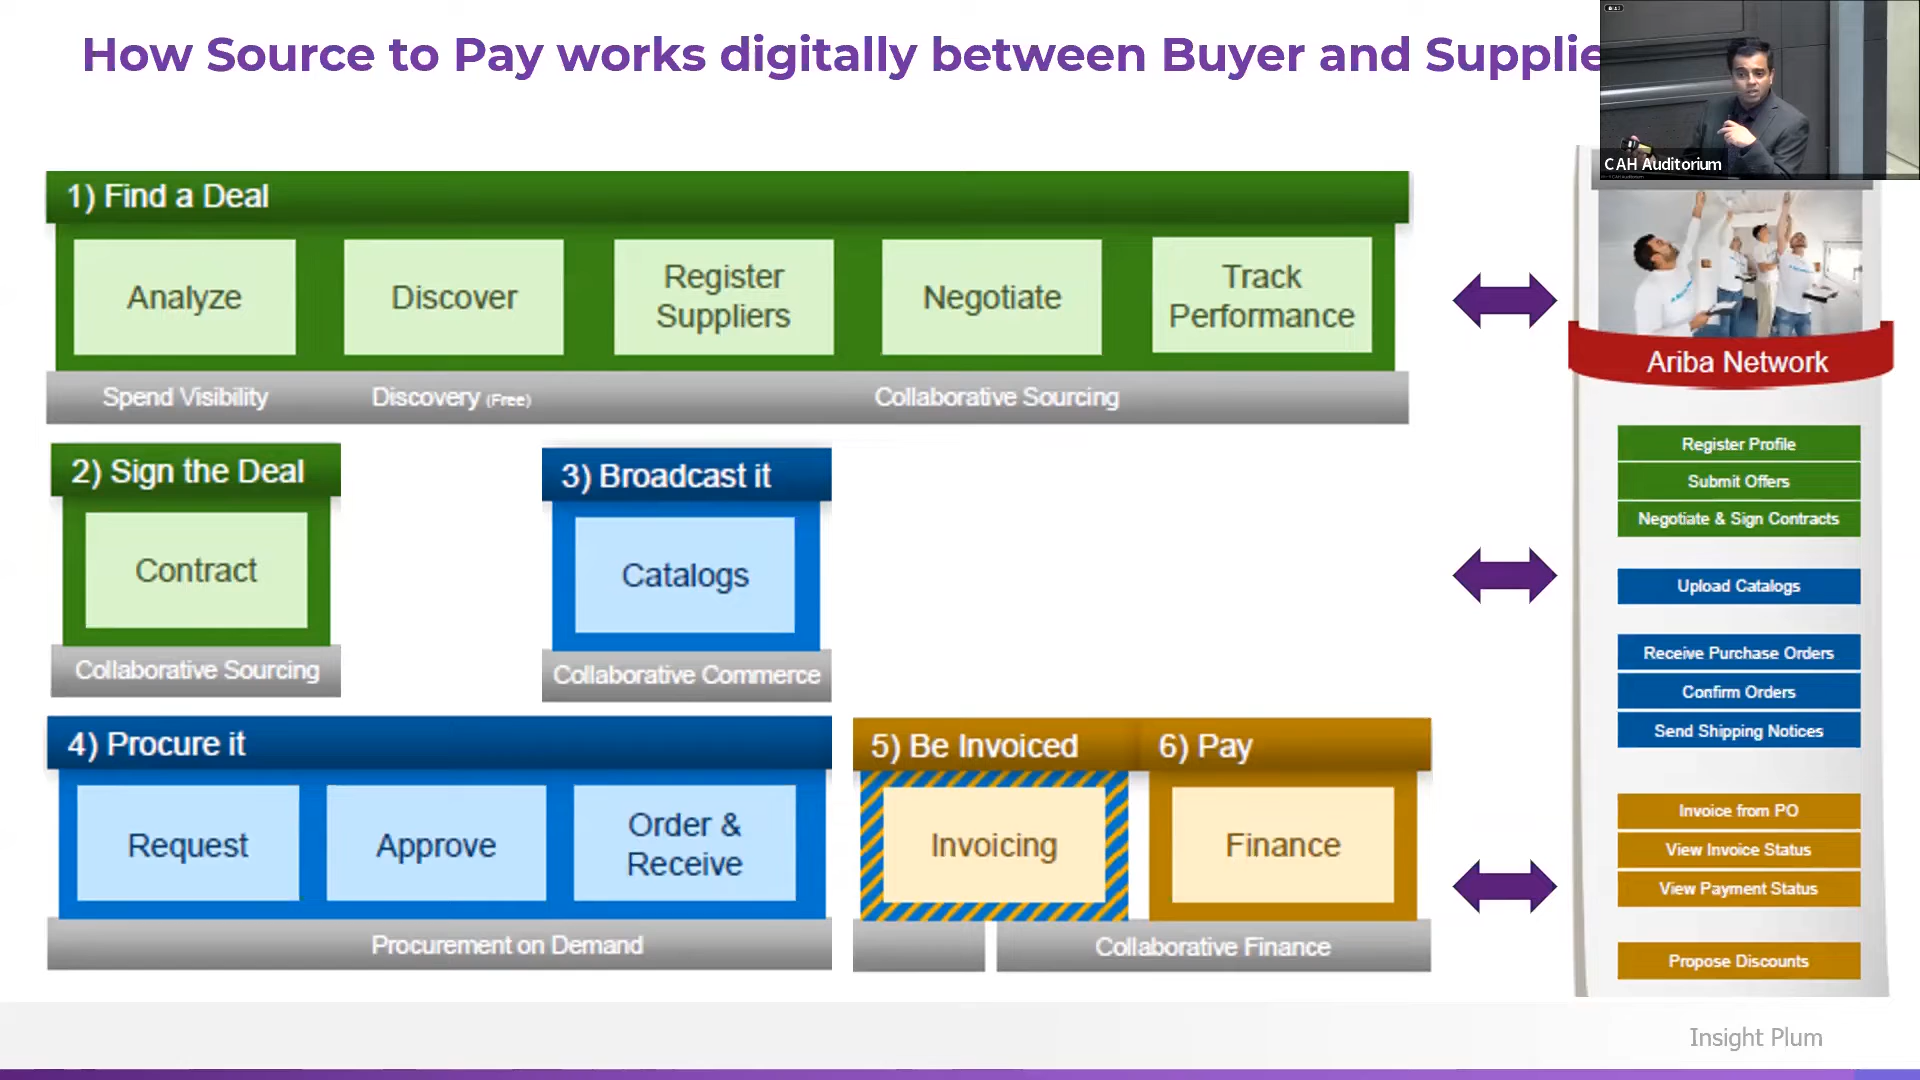 How Source to Pay works digitally between Buyer and Supplie
CAH Auditorium
1) Find a Deal
Analyze
Discover
Register
Suppliers
Negotiate
Track
Performance
Spend Visibility
Discovery (Free)
Collaborative Sourcing
2) Sign the Deal
Contract
Collaborative Sourcing
3) Broadcast it
Catalogs
Collaborative Commerce
4) Procure it
Request
Approve
Order &
Receive
Procurement on Demand
5) Be Invoiced
6) Pay
Invoicing
Finance
Collaborative Finance
Ariba Network
Register Profile
Submit Offers
Negotiate & Sign Contracts
Upload Catalogs
Receive Purchase Orders
Confirm Orders
Send Shipping Notices
Invoice from PO
View Invoice Status
View Payment Status
Propose Discounts
Insight Plum